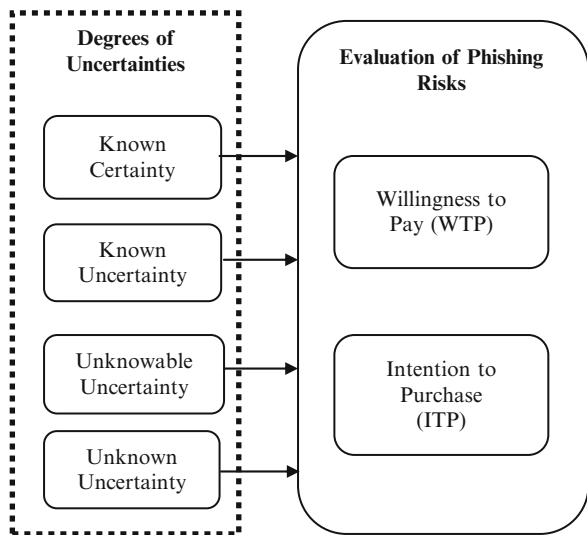 Degrees of
Uncertainties
Known
Certainty
Known
Uncertainty
Unknowable
Uncertainty
Unknown
Uncertainty
Evaluation of Phishing
Risks
Willingness to
Pay (WTP)
Intention to
Purchase
(ITP)